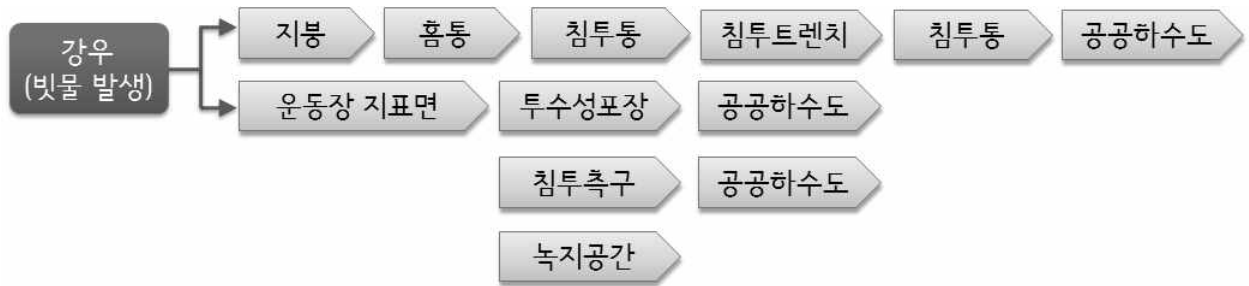 강우
(빗물 발생)
지붕 홈통 침투통 침투트렌치 침투통 공공하수도
운동장 지표면 투수성포장 공공하수도
침투측구 공공하수도
녹지공간